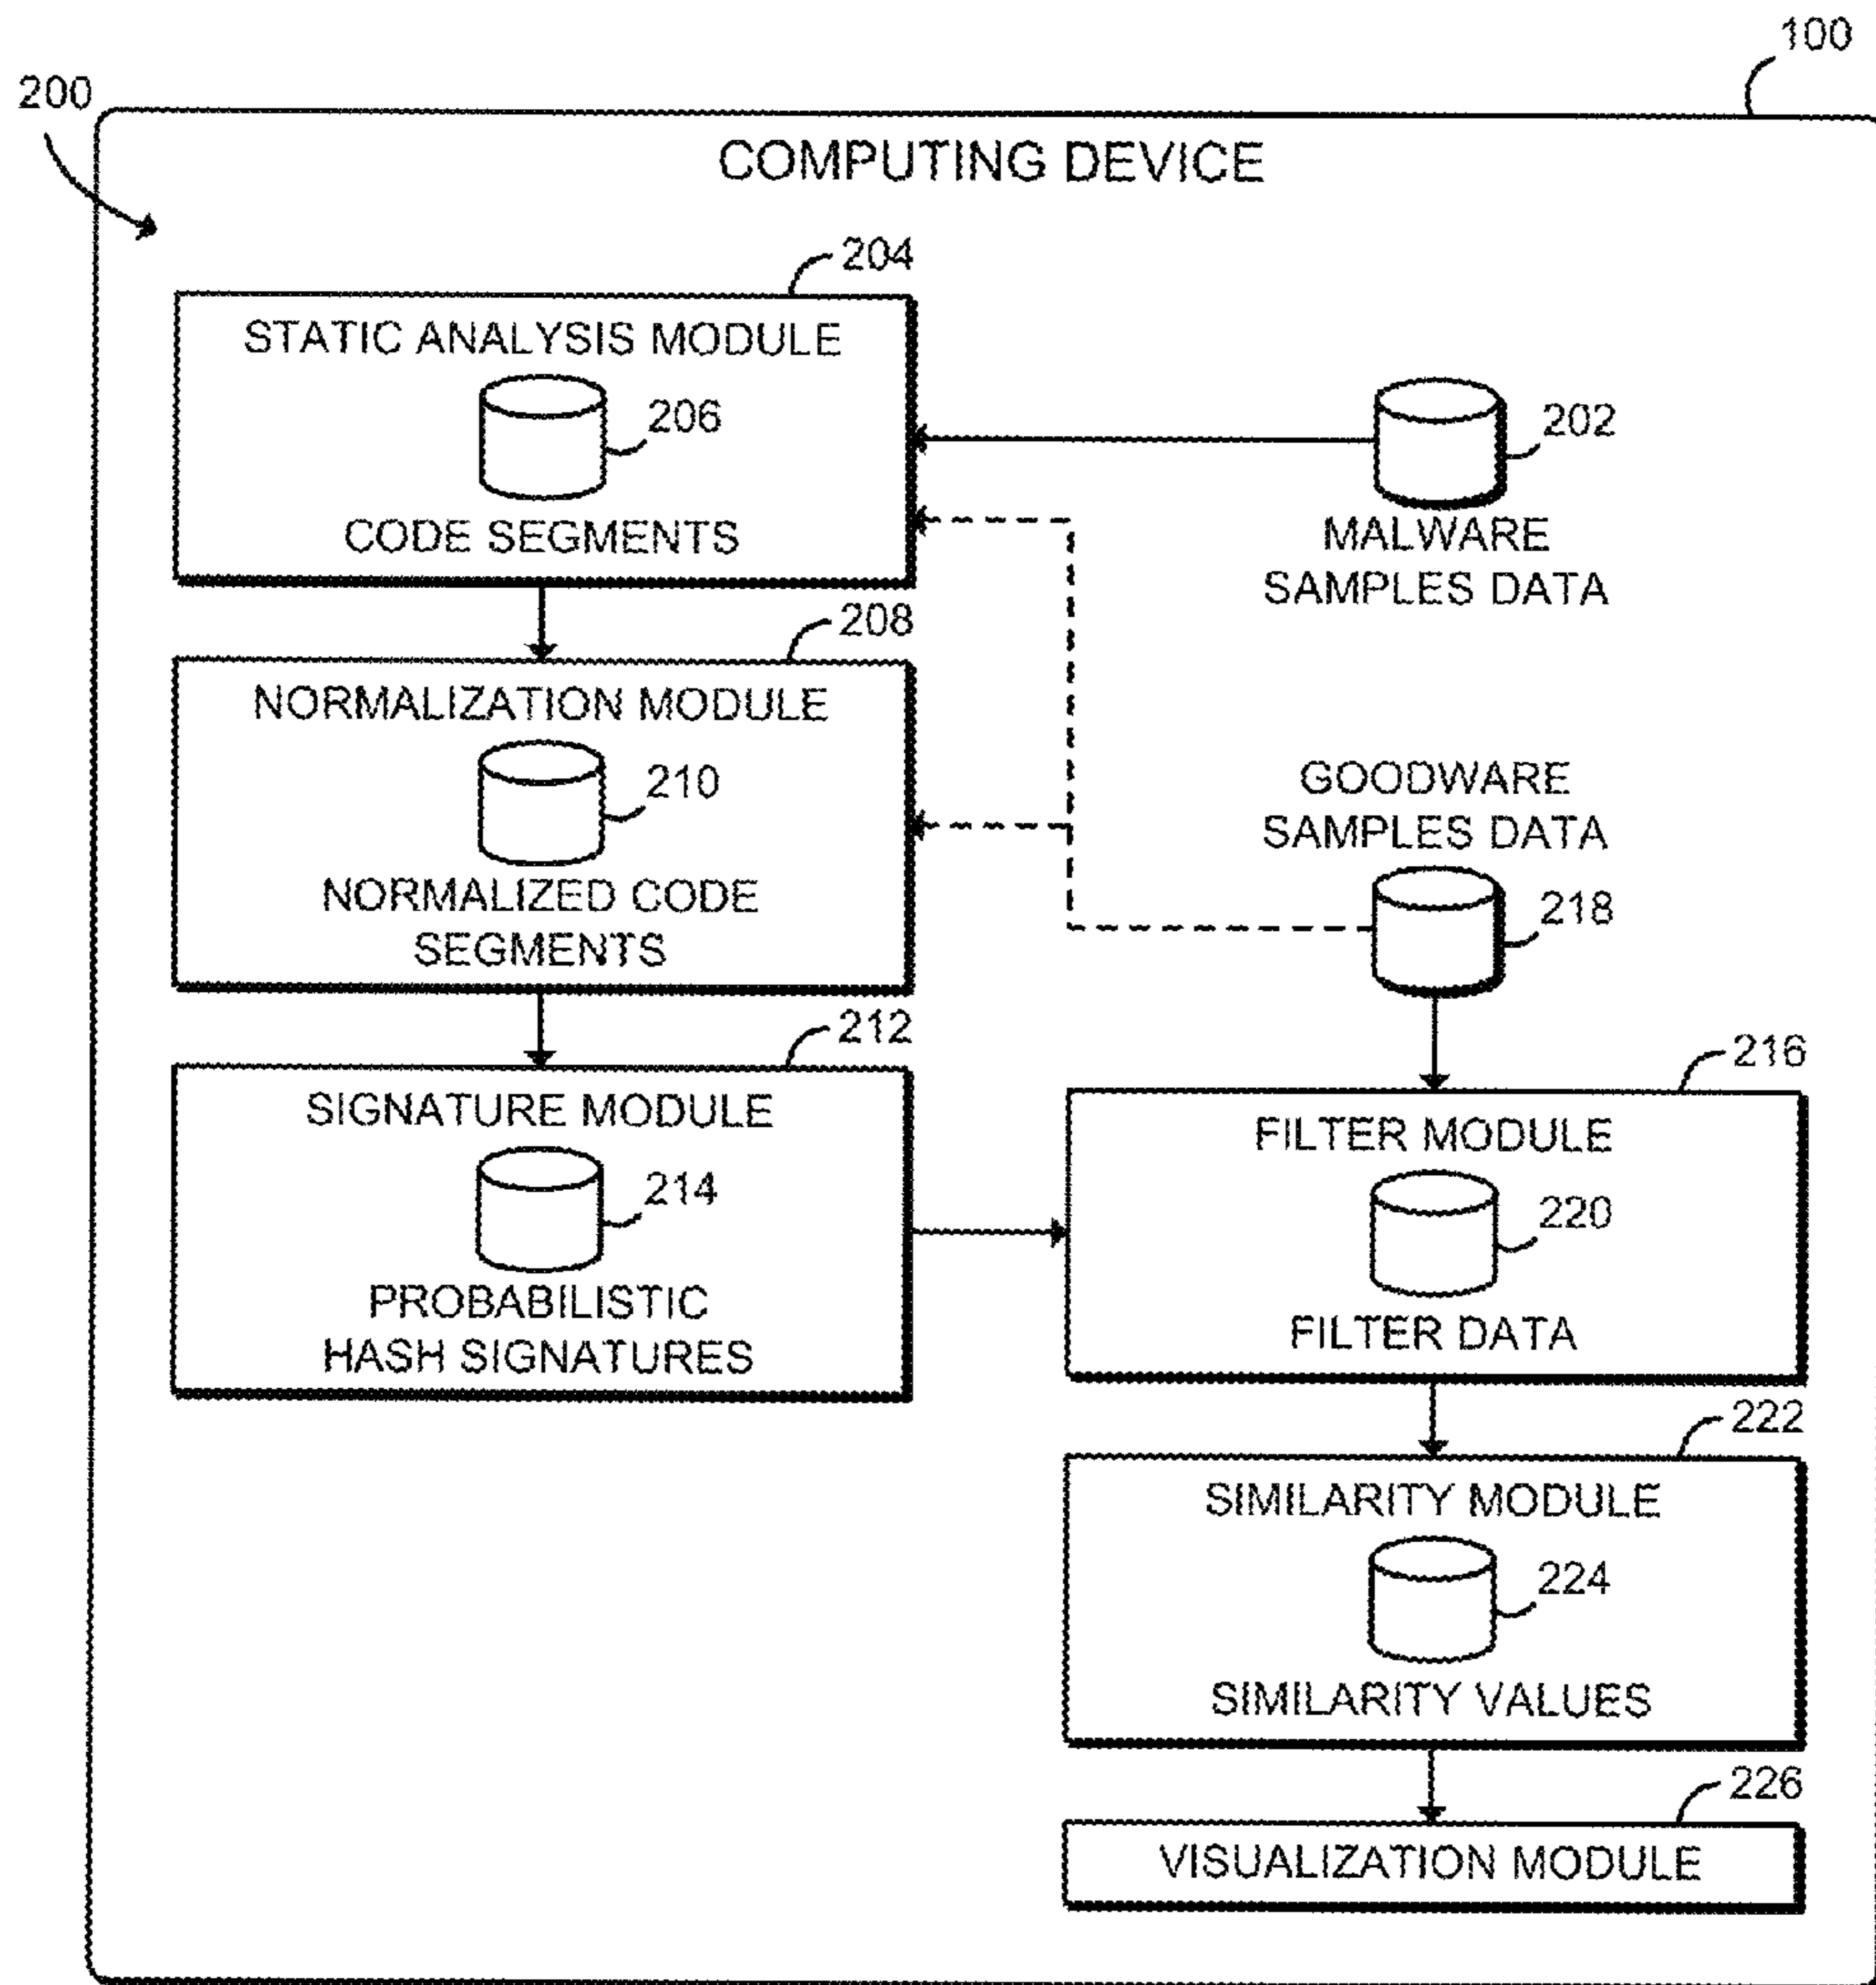 100
200
COMPUTING DEVICE
204
STATIC ANALYSIS MODULE
206
CODE SEGMENTS
202
MALWARE
SAMPLES DATA
208
NORMALIZATION MODULE
210
NORMALIZED CODE
SEGMENTS
GOODWARE
SAMPLES DATA
218
212
SIGNATURE MODULE
214
PROBABILISTIC
HASH SIGNATURES
216
FILTER MODULE
220
FILTER DATA
222
SIMILARITY MODULE
224
SIMILARITY VALUES
226
VISUALIZATION MODULE